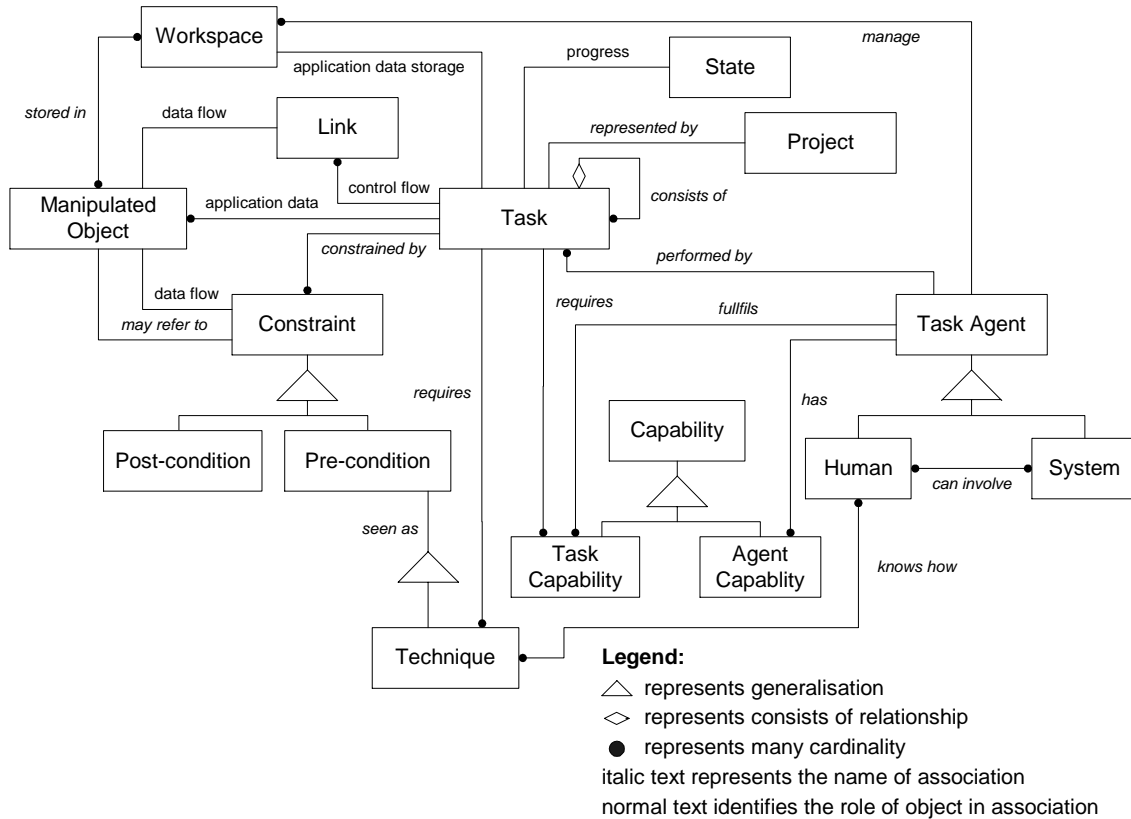 Workspace
manage
application data storage
progress
State
stored in
data flow
Link
represented by
Project
control flow
consists of
Manipulated
Object
application data
Task
constrained by
performed by
data flow
requires
fullfils
may refer to
Constraint
Task Agent
requires
has
Capability
Post-condition
Pre-condition
Human
System
can involve
seen as
Task
Capability
Agent
Capablity
knows how
Technique
Legend:
represents generalisation
represents consists of relationship
represents many cardinality
italic text represents the name of association
normal text identifies the role of object in association